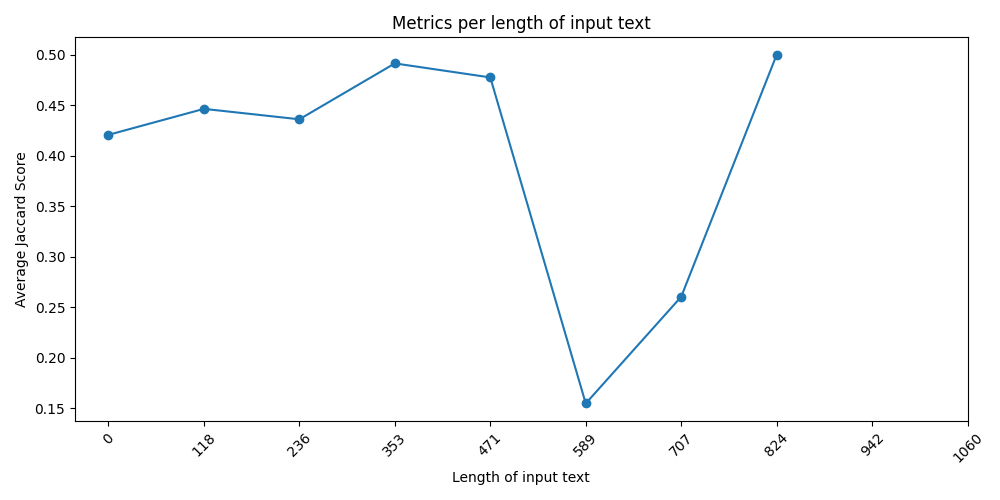 Metrics per length of input text
Average Jaccard Score
0.50
0.45
0.40
0.35
0.30
0.25
0.20
0.15
0 118 236 353 471 589 707 824 942 1060
Length of input text